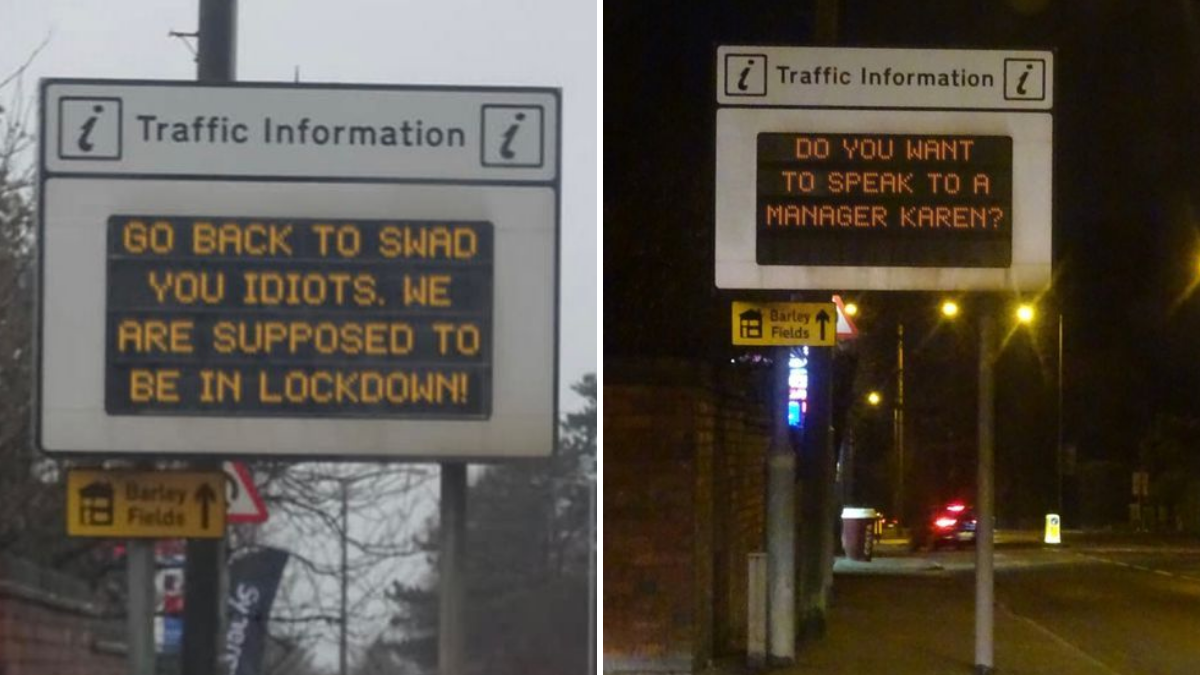 i Traffic Information i
GO BACK TO SWAD
YOU IDIOTS. WE
ARE SUPPOSED TO
BE IN LOCKDOWN!
Barley
Fields
i Traffic Information i
DO YOU WANT
TO SPEAK TO A
MANAGER KAREN?
Barley
Fields